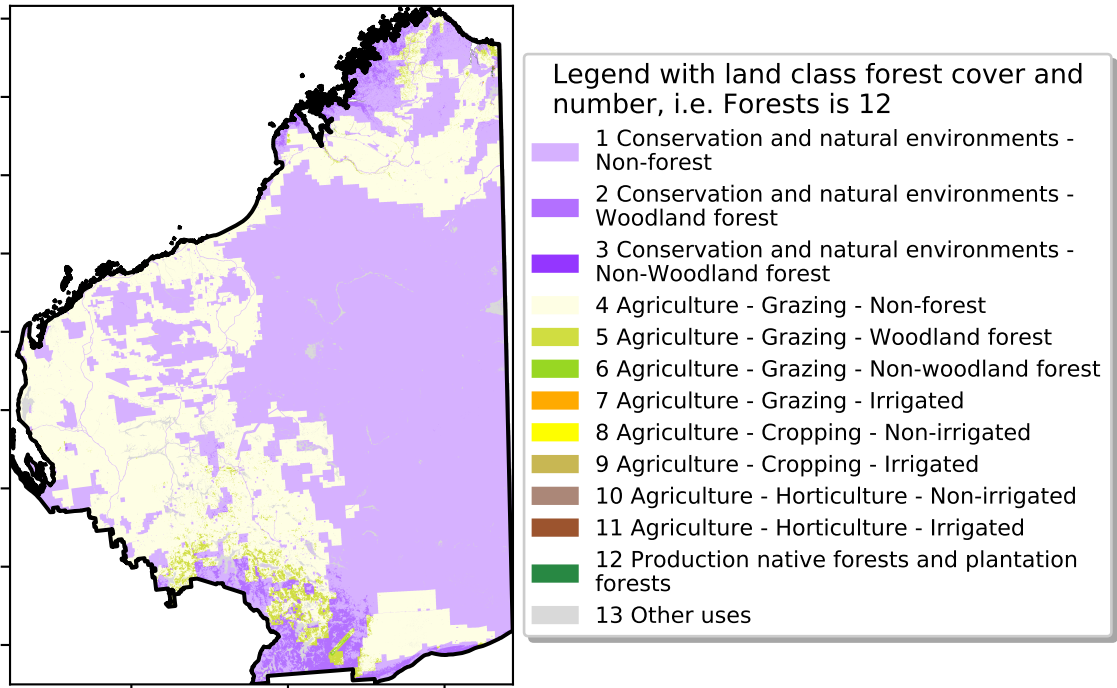 Legend with land class forest cover and
number, i.e. Forests is 12
1 Conservation and natural environments -
Non-forest
2 Conservation and natural environments -
Woodland forest
3 Conservation and natural environments -
Non-Woodland forest
4 Agriculture - Grazing - Non-forest
5 Agriculture - Grazing - Woodland forest
6 Agriculture - Grazing - Non-woodland forest
7 Agriculture - Grazing - Irrigated
8 Agriculture - Cropping - Non-irrigated
9 Agriculture - Cropping - Irrigated
10 Agriculture - Horticulture - Non-irrigated
11 Agriculture - Horticulture - Irrigated
12 Production native forests and plantation
forests
13 Other uses